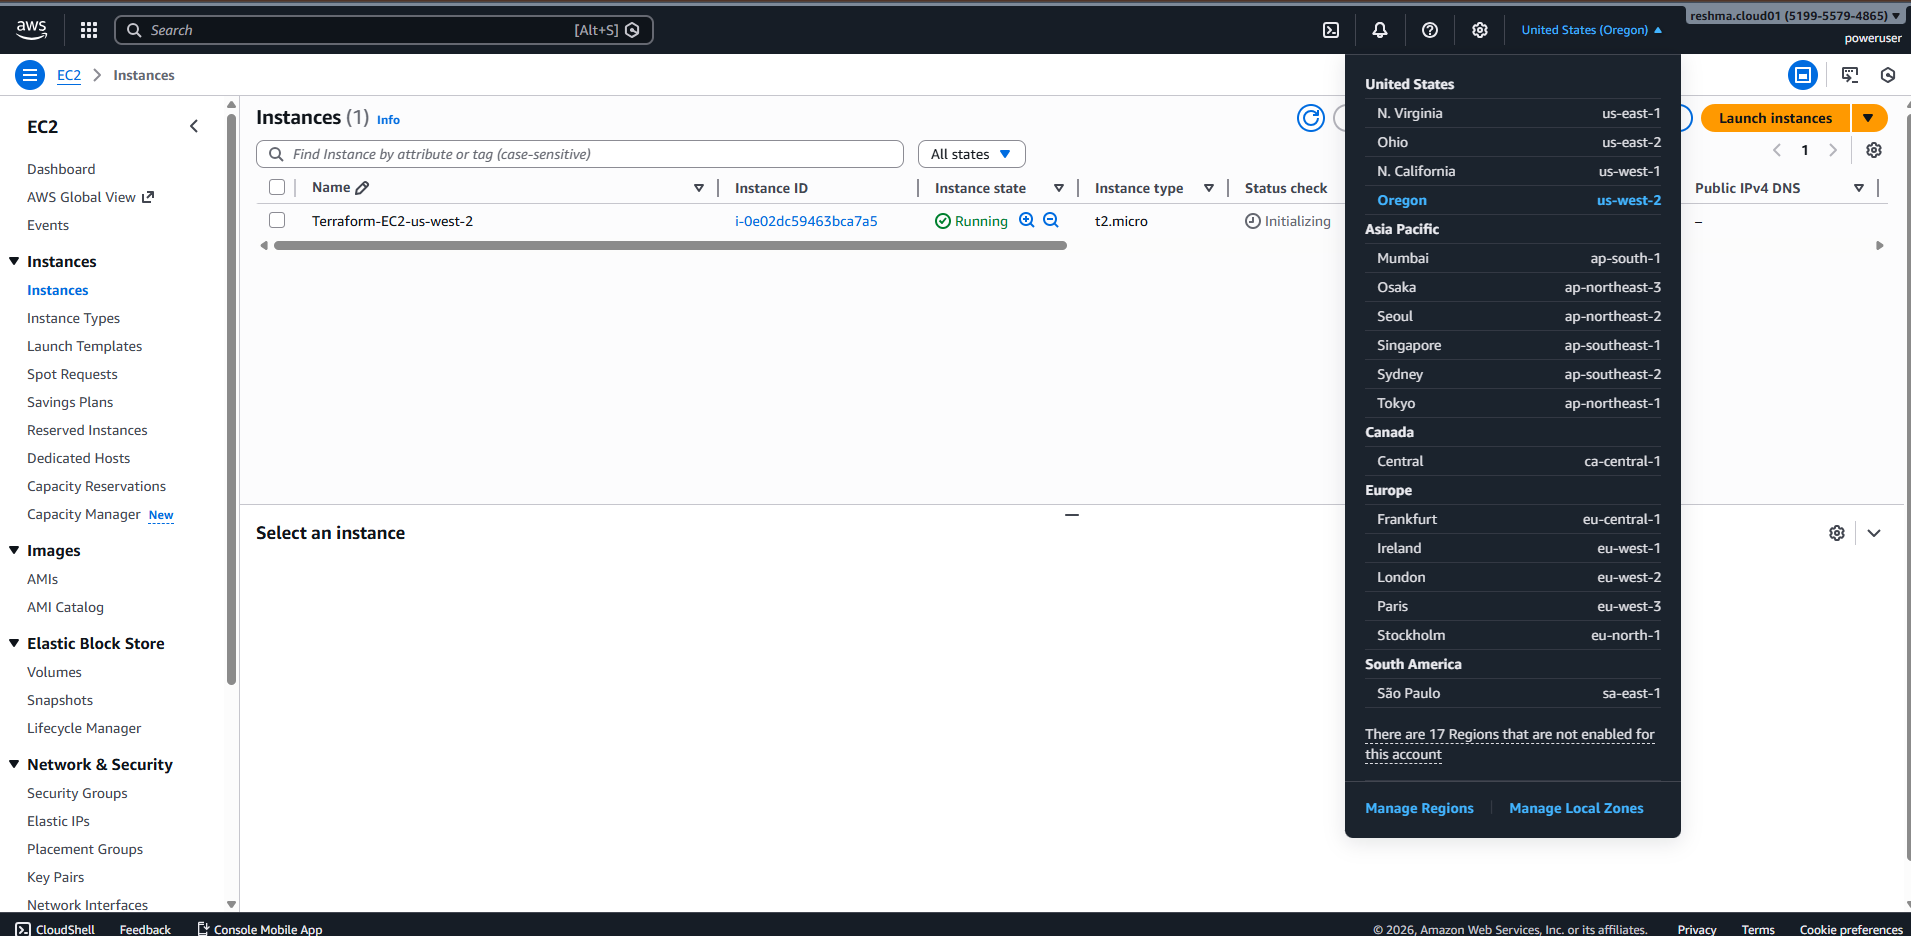 aws
Search [Alt+S]
United States (Oregon)
reshma.cloud01 (5199-5579-4865)
poweruser
EC2 Instances
EC2
Dashboard
AWS Global View
Events
Instances
Instances
Instance Types
Launch Templates
Spot Requests
Savings Plans
Reserved Instances
Dedicated Hosts
Capacity Reservations
Capacity Manager New
Images
AMIs
AMI Catalog
Elastic Block Store
Volumes
Snapshots
Lifecycle Manager
Network & Security
Security Groups
Elastic IPs
Placement Groups
Key Pairs
Network Interfaces
Instances (1) Info
Launch instances
Find Instance by attribute or tag (case-sensitive)
All states
1
Name Instance ID Instance state Instance type Status check Public IPv4 DNS
Terraform-EC2-us-west-2 i-0e02dc59463bca7a5 Running t2.micro Initializing –
Select an instance
United States
N. Virginia us-east-1
Ohio us-east-2
N. California us-west-1
Oregon us-west-2
Asia Pacific
Mumbai ap-south-1
Osaka ap-northeast-3
Seoul ap-northeast-2
Singapore ap-southeast-1
Sydney ap-southeast-2
Tokyo ap-northeast-1
Canada
Central ca-central-1
Europe
Frankfurt eu-central-1
Ireland eu-west-1
London eu-west-2
Paris eu-west-3
Stockholm eu-north-1
South America
São Paulo sa-east-1
There are 17 Regions that are not enabled for
this account
Manage Regions Manage Local Zones
CloudShell Feedback Console Mobile App
© 2026, Amazon Web Services, Inc. or its affiliates. Privacy Terms Cookie preferences